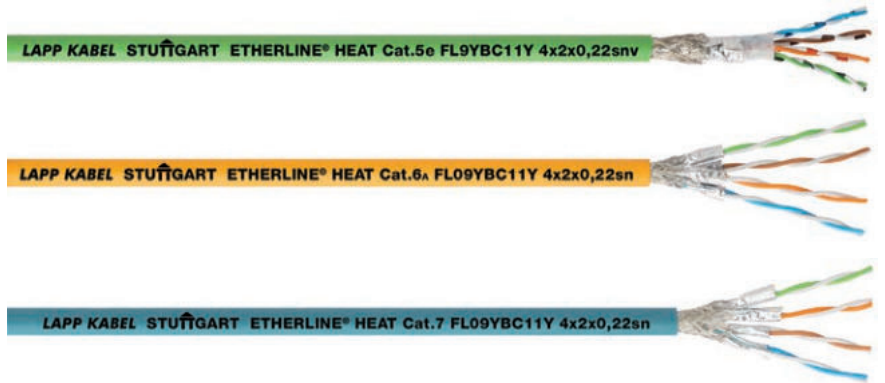 LAPP KABEL STUTTGART ETHERLINE® HEAT Cat.5e FL9YBC11Y 4x2x0,22snv
LAPP KABEL STUTTGART ETHERLINE® HEAT Cat.6A FL09YBC11Y 4x2x0,22sn
LAPP KABEL STUTTGART ETHERLINE® HEAT Cat.7 FL09YBC11Y 4x2x0,22sn